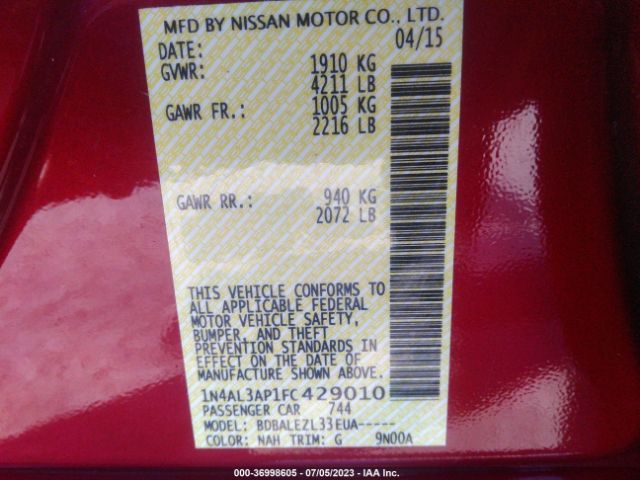 MFD BY NISSAN MOTOR CO., LTD.
DATE: 04/15
GVWR: 1910 KG
4211 LB
GAWR FR.: 1005 KG
2216 LB
GAWR RR.: 940 KG
2072 LB
THIS VEHICLE CONFORMS TO
ALL APPLICABLE FEDERAL
MOTOR VEHICLE SAFETY,
BUMPER, AND THEFT
PREVENTION STANDARDS IN
EFFECT ON THE DATE OF
MANUFACTURE SHOWN ABOVE.
1N4AL3AP1FC429010
PASSENGER CAR 744
MODEL: BDBALEZL33EUA-----
COLOR: NAH TRIM: G 9N00A
000-36998605 - 07/05/2023 - IAA Inc.